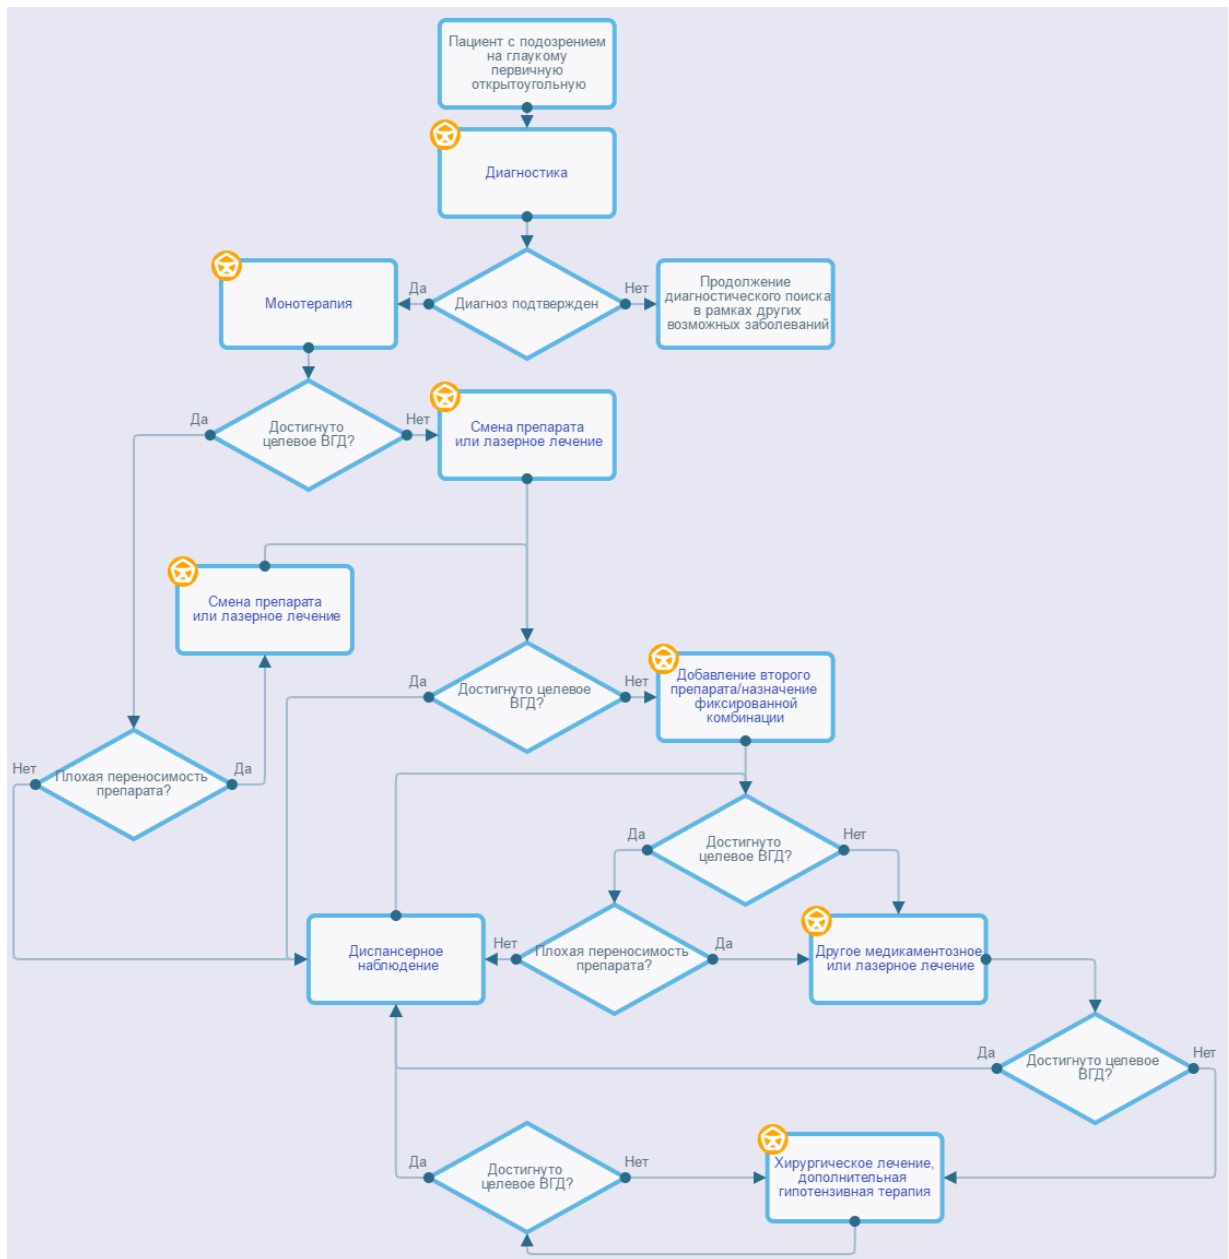 Пациент с подозрением
на глаукому
первичную
открытоугольную
Диагностика
Монотерапия
Да
Диагноз подтвержден
Нет
Продолжение
диагностического поиска
в рамках других
возможных заболеваний
Да
Достигнуто
целевое ВГД?
Нет
Смена препарата
или лазерное лечение
Смена препарата
или лазерное лечение
Да
Достигнуто целевое
ВГД?
Нет
Добавление второго
препарата/назначение
фиксированной
комбинации
Нет
Плохая переносимость
препарата?
Да
Да
Достигнуто
целевое ВГД?
Нет
Диспансерное
наблюдение
Нет
Плохая переносимость
препарата?
Да
Другое медикаментозное
или лазерное лечение
Да
Достигнуто целевое
ВГД?
Нет
Да
Достигнуто
целевое ВГД?
Нет
Хирургическое лечение,
дополнительная
гипотензивная терапия